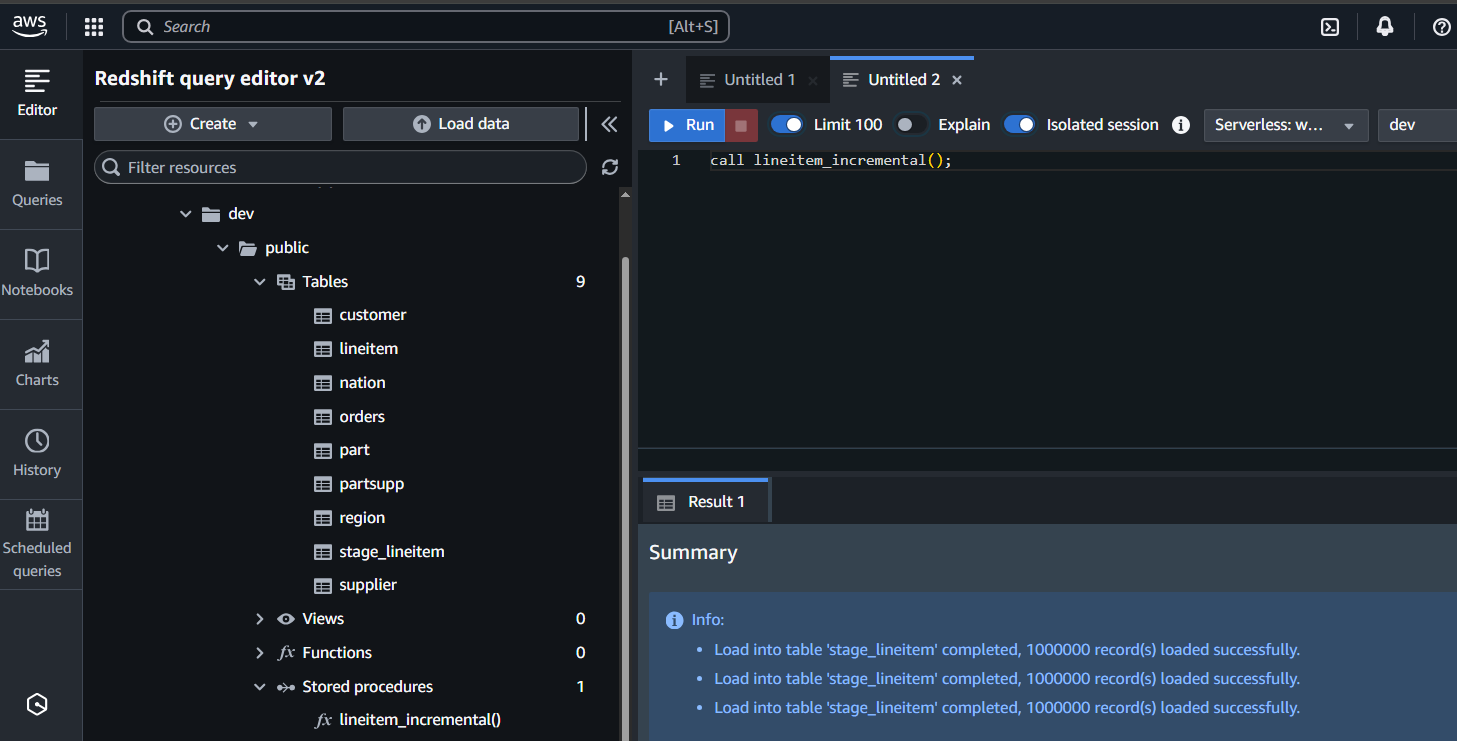 aws
Search [Alt+S]
Editor
Queries
Notebooks
Charts
History
Scheduled
queries
Redshift query editor v2
Create
Load data
Filter resources
dev
public
Tables 9
customer
lineitem
nation
orders
part
partsupp
region
stage_lineitem
supplier
Views 0
fx Functions 0
Stored procedures 1
fx lineitem_incremental()
+ Untitled 1 ×
Untitled 2 ×
Run Limit 100 Explain Isolated session i Serverless: w... dev
1 call lineitem_incremental();
Result 1
Summary
i Info:
• Load into table 'stage_lineitem' completed, 1000000 record(s) loaded successfully.
• Load into table 'stage_lineitem' completed, 1000000 record(s) loaded successfully.
• Load into table 'stage_lineitem' completed, 1000000 record(s) loaded successfully.